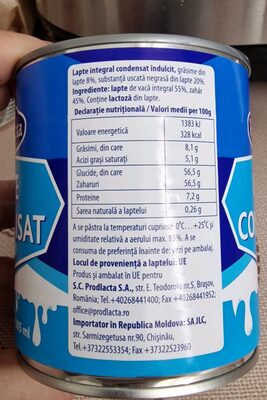 Lapte integral condensat îndulcit, grăsime din
lapte 8%, substanță uscată negrasă din lapte 20%.
Ingrediente: lapte de vacă integral 55%, zahăr
45%. Conține lactoză din lapte.
Declarație nutrițională / Valori medii per 100g
Valoare energetică 1383 kJ
328 kcal
Grăsimi, din care 8,1 g
Acizi grași saturați 5,1 g
Glucide, din care 56,5 g
Zaharuri 56,5 g
Proteine 7,2 g
Sarea naturală a laptelui 0,26 g
A se păstra la temperaturi cuprinse 0°C...+25°C și
umiditate relativă a aerului max. 85%. A se
consuma de preferință înainte de: vezi pe ambalaj.
Locul de proveniență a laptelui: UE
Produs și ambalat în UE pentru
S.C. Prodlacta S.A., str. E. Teodoroiu nr.5, Brașov,
România; Tel.+40268441400; Fax +40268441952;
office@prodlacta.ro
Importator în Republica Moldova: SA JLC,
str. Sarmizegetusa nr.90, Chișinău,
Tel.+37322553354; Fax +37322523960
SAT
CO
ml